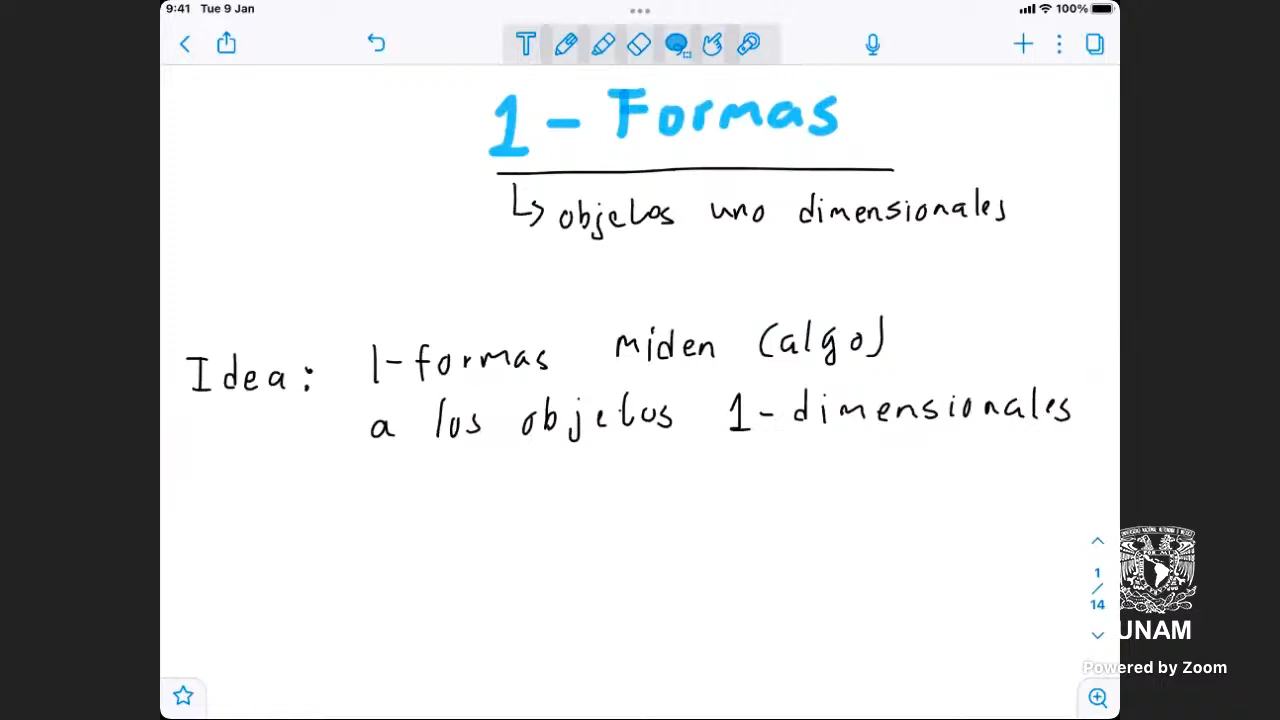 9:41 Tue 9 Jan
100%
T
1 - Formas
↳ objetos uno dimensionales
Idea: 1-formas miden (algo)
a los objetos 1-dimensionales
1
/
14
UNAM
Powered by Zoom